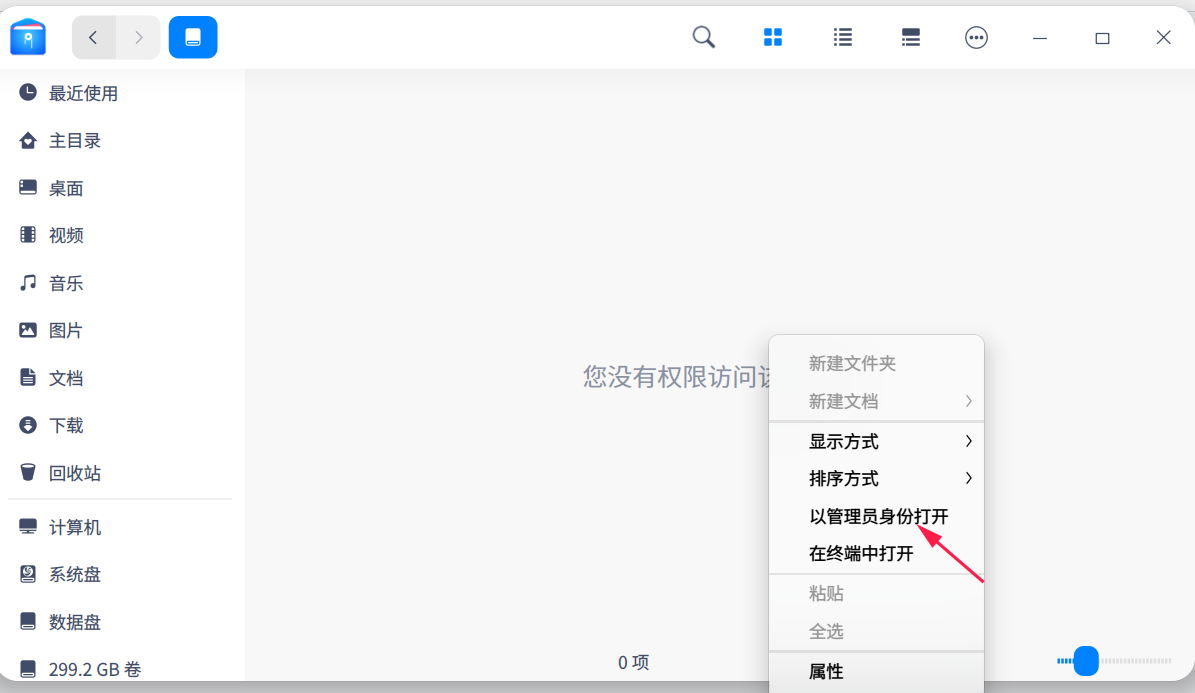 最近使用
主目录
桌面
视频
音乐
图片
文档
下载
回收站
计算机
系统盘
数据盘
299.2 GB 卷
您没有权限访问该
新建文件夹
新建文档
显示方式
排序方式
以管理员身份打开
在终端中打开
粘贴
全选
属性
0 项